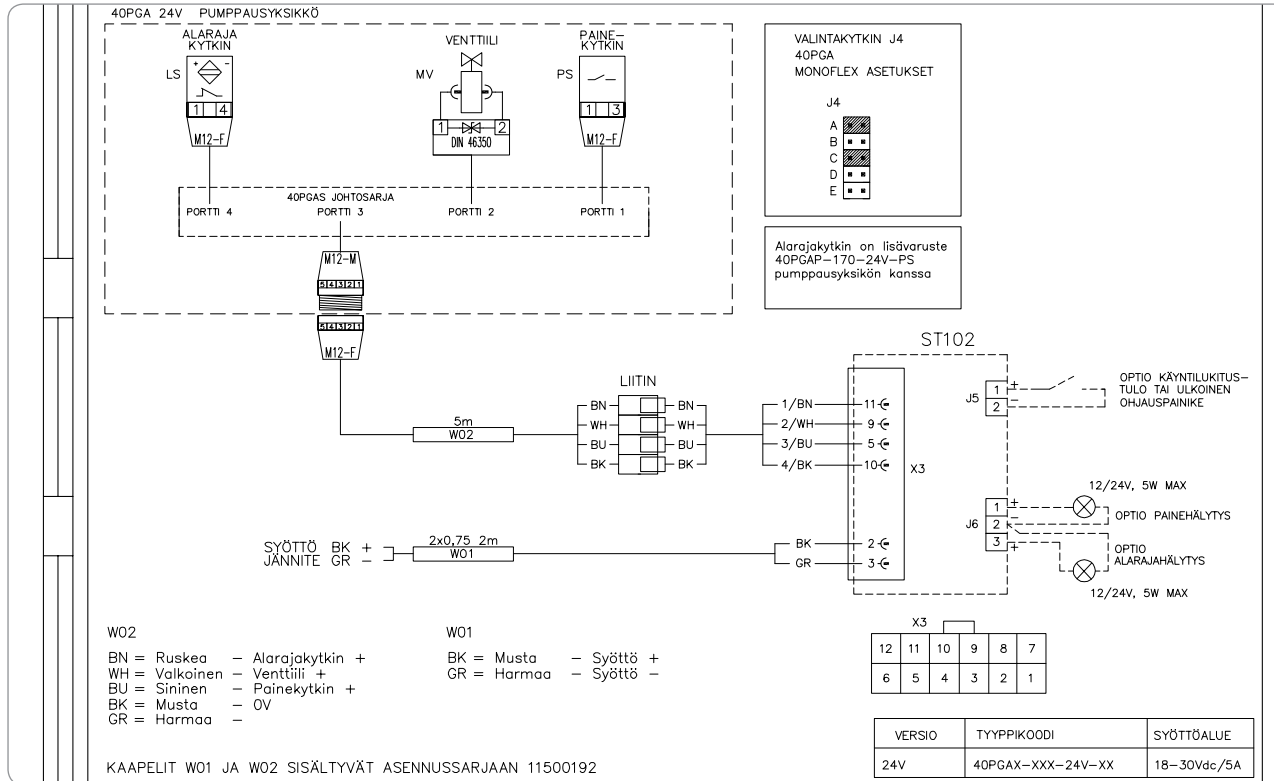 40PGA 24V PUMPPAUSYKSIKKÖ
ALARAJA
KYTKIN
LS
+ -
1 4
M12-F
VENTTIILI
MV
1 2
DIN 46350
PAINE-
KYTKIN
PS
1 3
M12-F
40PGAS JOHTOSARJA
PORTTI 4 PORTTI 3 PORTTI 2 PORTTI 1
M12-M
5 4 3 2 1
5 4 3 2 1
M12-F
VALINTAKYTKIN J4
40PGA
MONOFLEX ASETUKSET
J4
A
B
C
D
E
Alarajakytkin on lisävaruste
40PGAP-170-24V-PS
pumppausyksikön kanssa
ST102
5m
W02
LIITIN
BN BN
WH WH
BU BU
BK BK
1/BN 11
2/WH 9
3/BU 5
4/BK 10
X3
J5
1 +
2 -
OPTIO KÄYNTILUKITUS-
TULO TAI ULKOINEN
OHJAUSPAINIKE
J6
1 +
2 -
3 +
12/24V, 5W MAX
OPTIO PAINEHÄLYTYS
OPTIO
ALARAJAHÄLYTYS
12/24V, 5W MAX
SYÖTTÖ BK +
JÄNNITE GR -
2x0,75 2m
W01
BK 2
GR 3
W02
BN = Ruskea - Alarajakytkin +
WH = Valkoinen - Venttiili +
BU = Sininen - Painekytkin +
BK = Musta - 0V
GR = Harmaa -
W01
BK = Musta - Syöttö +
GR = Harmaa - Syöttö -
X3
12 11 10 9 8 7
6 5 4 3 2 1
VERSIO TYYPPIKOODI SYÖTTÖALUE
24V 40PGAX-XXX-24V-XX 18-30Vdc/5A
KAAPELIT W01 JA W02 SISÄLTYVÄT ASENNUSSARJAAN 11500192